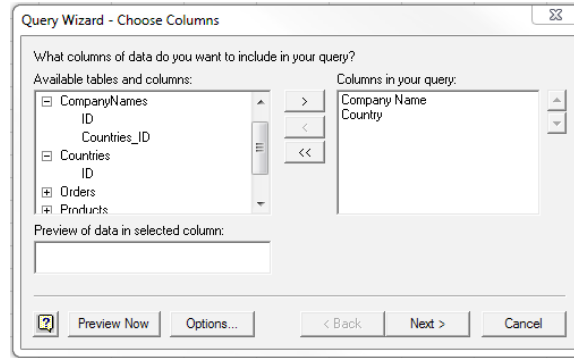 Query Wizard - Choose Columns
What columns of data do you want to include in your query?
Available tables and columns:
CompanyNames
ID
Countries_ID
Countries
ID
Orders
Products
>
<
<<
Columns in your query:
Company Name
Country
Preview of data in selected column:
?
Preview Now
Options...
< Back
Next >
Cancel